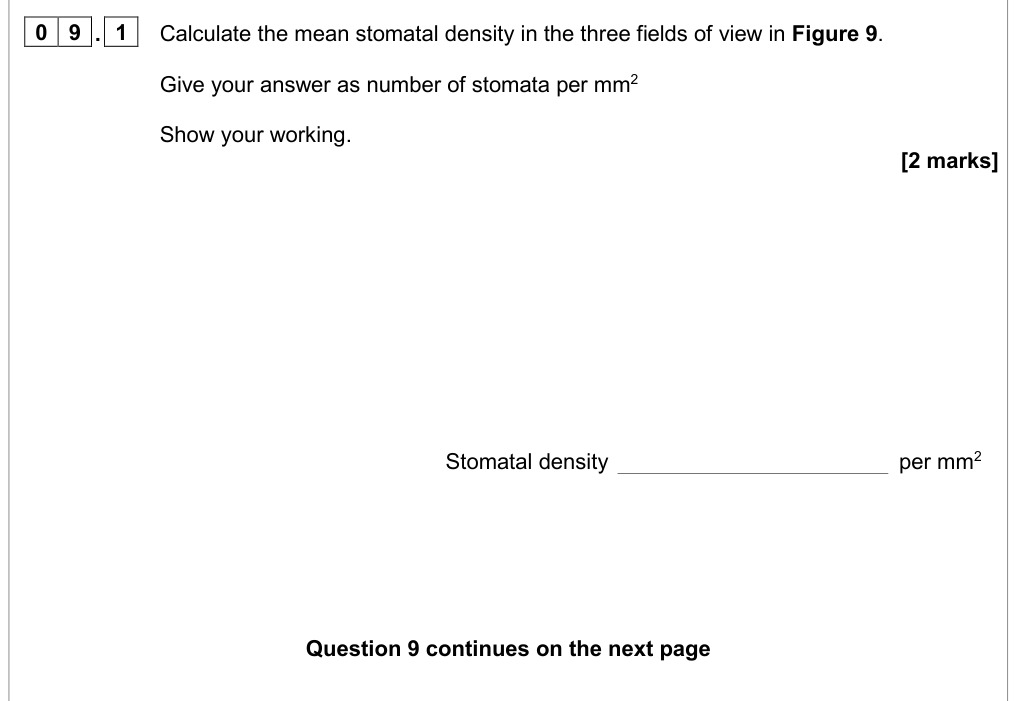 0 9 . 1 Calculate the mean stomatal density in the three fields of view in Figure 9.
Give your answer as number of stomata per mm²
Show your working.
[2 marks]
Stomatal density ____________________ per mm²
Question 9 continues on the next page